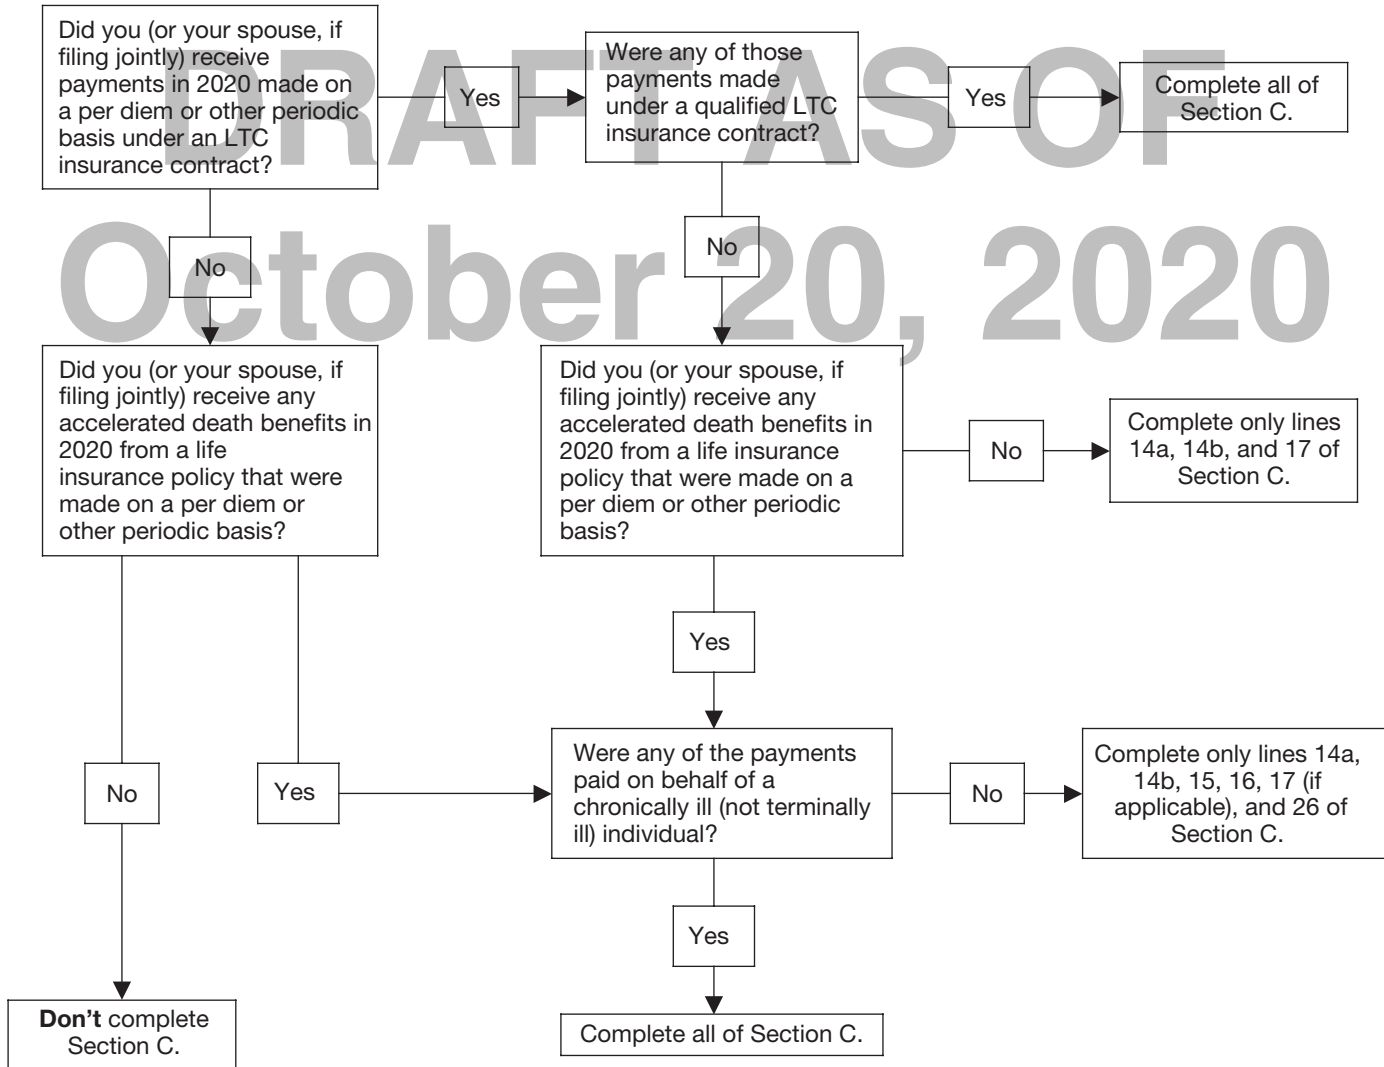 Did you (or your spouse, if
filing jointly) receive
payments in 2020 made on
a per diem or other periodic
basis under an LTC
insurance contract?
Yes
Were any of those
payments made
under a qualified LTC
insurance contract?
Yes
Complete all of
Section C.
DRAFT AS OF
No
No
October 20, 2020
Did you (or your spouse, if
filing jointly) receive any
accelerated death benefits in
2020 from a life
insurance policy that were
made on a per diem or
other periodic basis?
Did you (or your spouse, if
filing jointly) receive any
accelerated death benefits in
2020 from a life insurance
policy that were made on a
per diem or other periodic
basis?
No
Complete only lines
14a, 14b, and 17 of
Section C.
Yes
No
Yes
Were any of the payments
paid on behalf of a
chronically ill (not terminally
ill) individual?
No
Complete only lines 14a,
14b, 15, 16, 17 (if
applicable), and 26 of
Section C.
Yes
Don't complete
Section C.
Complete all of Section C.